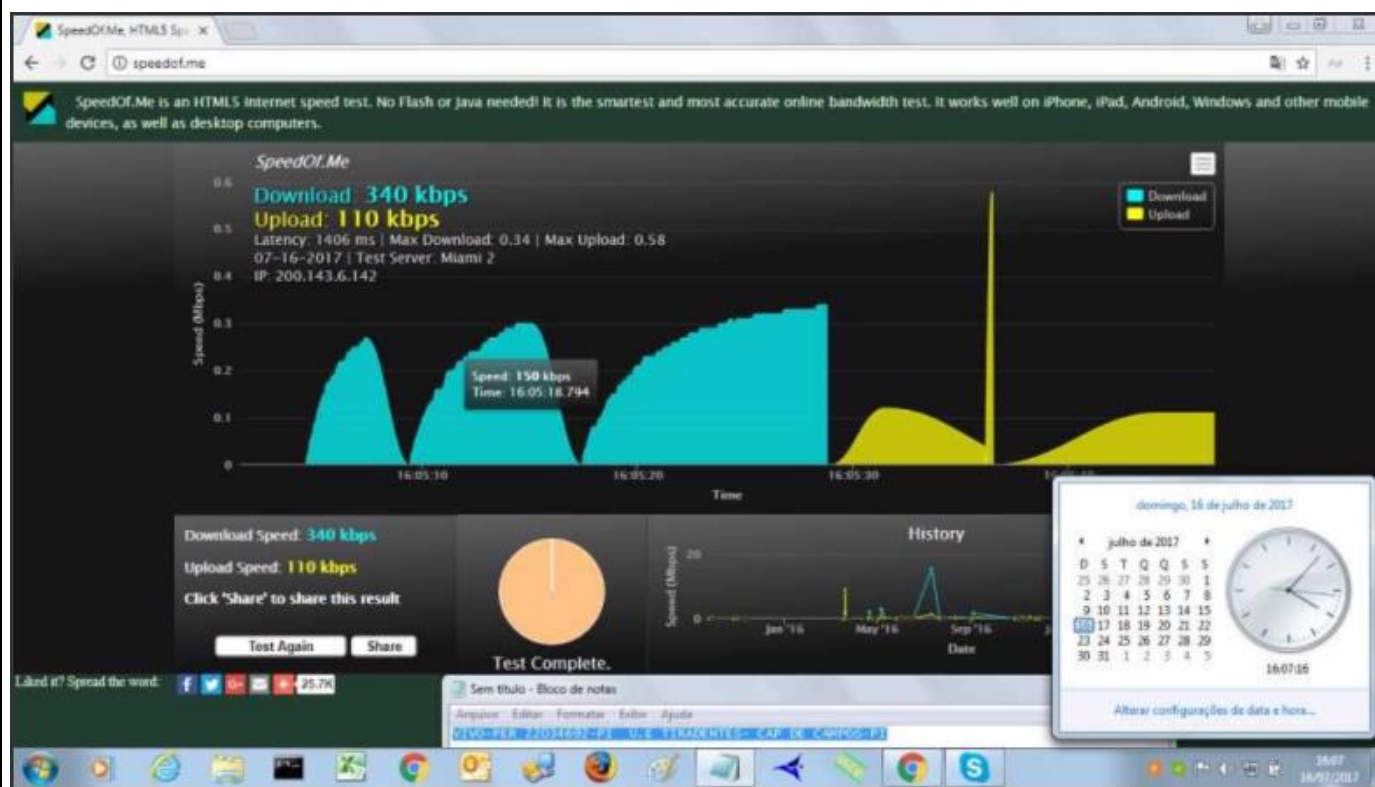 SpeedOf.Me, HTML5 Sp
speedof.me
SpeedOf.Me is an HTML5 Internet speed test. No Flash or Java needed! It is the smartest and most accurate online bandwidth test. It works well on iPhone, iPad, Android, Windows and other mobile
devices, as well as desktop computers.
SpeedOf.Me
Download: 340 kbps
Upload: 110 kbps
Latency: 1406 ms | Max Download: 0.34 | Max Upload: 0.58
07-16-2017 | Test Server: Miami 2
IP: 200.143.6.142
Download
Upload
Speed (Mbps)
0.6
0.5
0.4
0.3
0.2
0.1
0
Speed: 150 kbps
Time: 16:05:18.794
16:05:10
16:05:20
16:05:30
Time
Download Speed: 340 kbps
Upload Speed: 110 kbps
Click 'Share' to share this result
Test Again
Share
Test Complete.
History
Speed (Mbps)
20
0
Jan '16
May '16
Sep '16
Date
domingo, 16 de julho de 2017
julho de 2017
D S T Q Q S S
25 26 27 28 29 30 1
2 3 4 5 6 7 8
9 10 11 12 13 14 15
16 17 18 19 20 21 22
23 24 25 26 27 28 29
30 31 1 2 3 4 5
16:07:16
Alterar configurações de data e hora...
Liked it? Spread the word:
25.7K
Sem título - Bloco de notas
Arquivo Editar Formatar Exibir Ajuda
VIVO-PER 22034692-PI U.E TIRADENTES- CAP DE CAMPOS-PI
16:07
16/07/2017